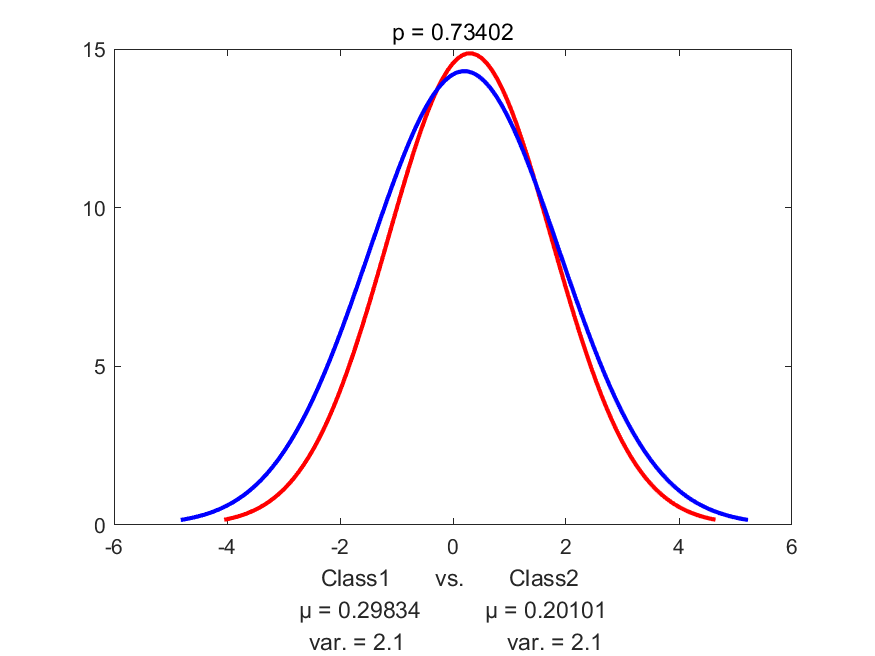 p = 0.73402
15
10
5
0
-6 -4 -2 0 2 4 6
Class1 vs. Class2
μ = 0.29834 μ = 0.20101
var. = 2.1 var. = 2.1